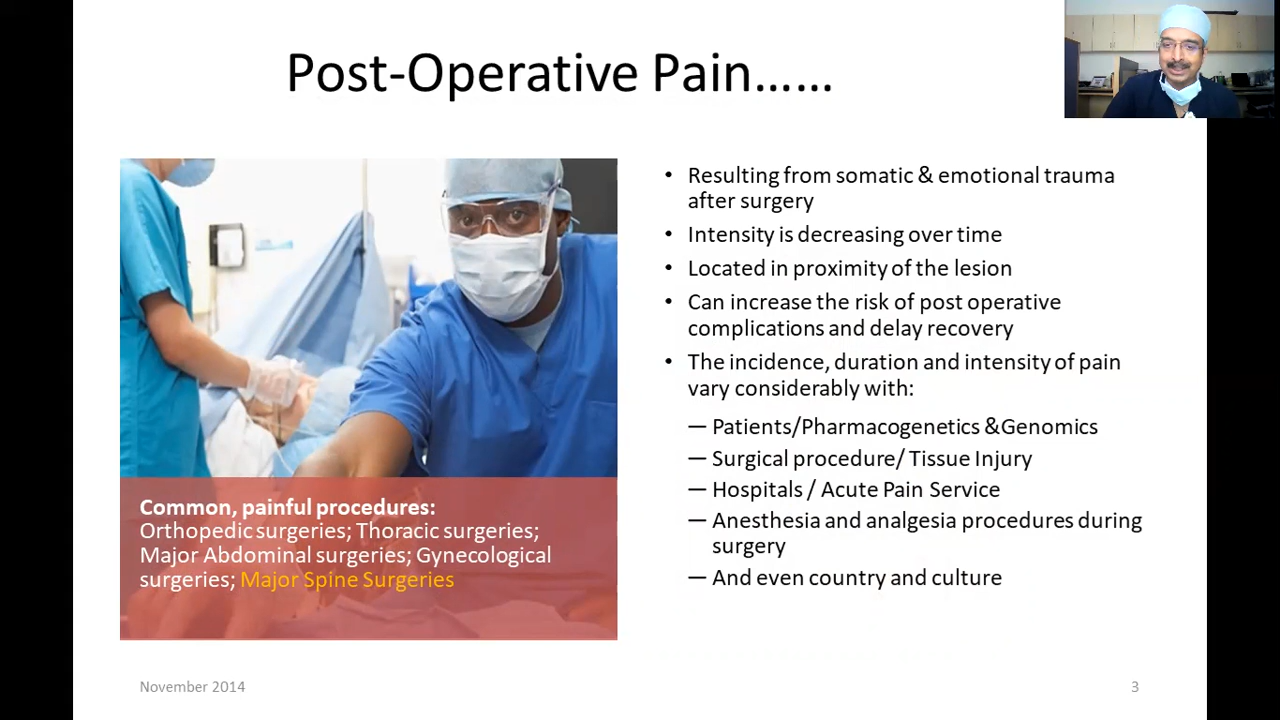 Post-Operative Pain……
Common, painful procedures:
Orthopedic surgeries; Thoracic surgeries;
Major Abdominal surgeries; Gynecological
surgeries; Major Spine Surgeries
• Resulting from somatic & emotional trauma
after surgery
• Intensity is decreasing over time
• Located in proximity of the lesion
• Can increase the risk of post operative
complications and delay recovery
• The incidence, duration and intensity of pain
vary considerably with:
— Patients/Pharmacogenetics &Genomics
— Surgical procedure/ Tissue Injury
— Hospitals / Acute Pain Service
— Anesthesia and analgesia procedures during
surgery
— And even country and culture
November 2014
3